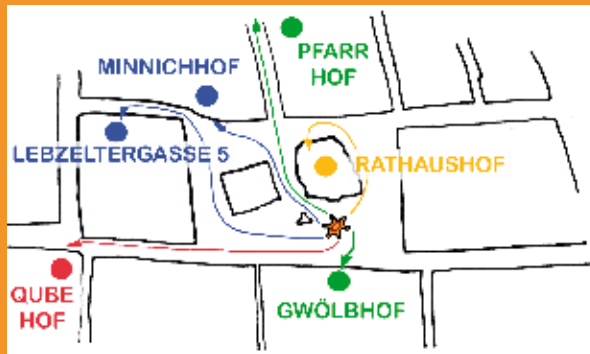 PFARR
HOF
MINNICHHOF
LEBZELTERGASSE 5
RATHAUSHOF
QUBE
HOF
GWÖLBHOF